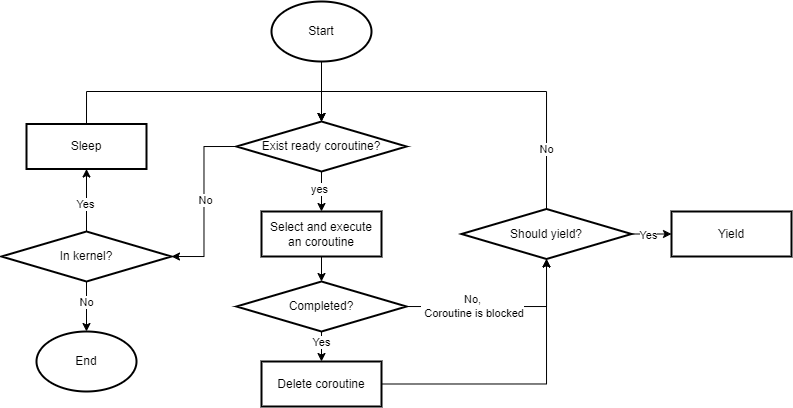 Start
Sleep
Exist ready coroutine?
No
No
yes
Yes
Select and execute
an coroutine
Should yield?
Yes
Yield
In kernel?
No
Completed?
No,
Coroutine is blocked
Yes
End
Delete coroutine